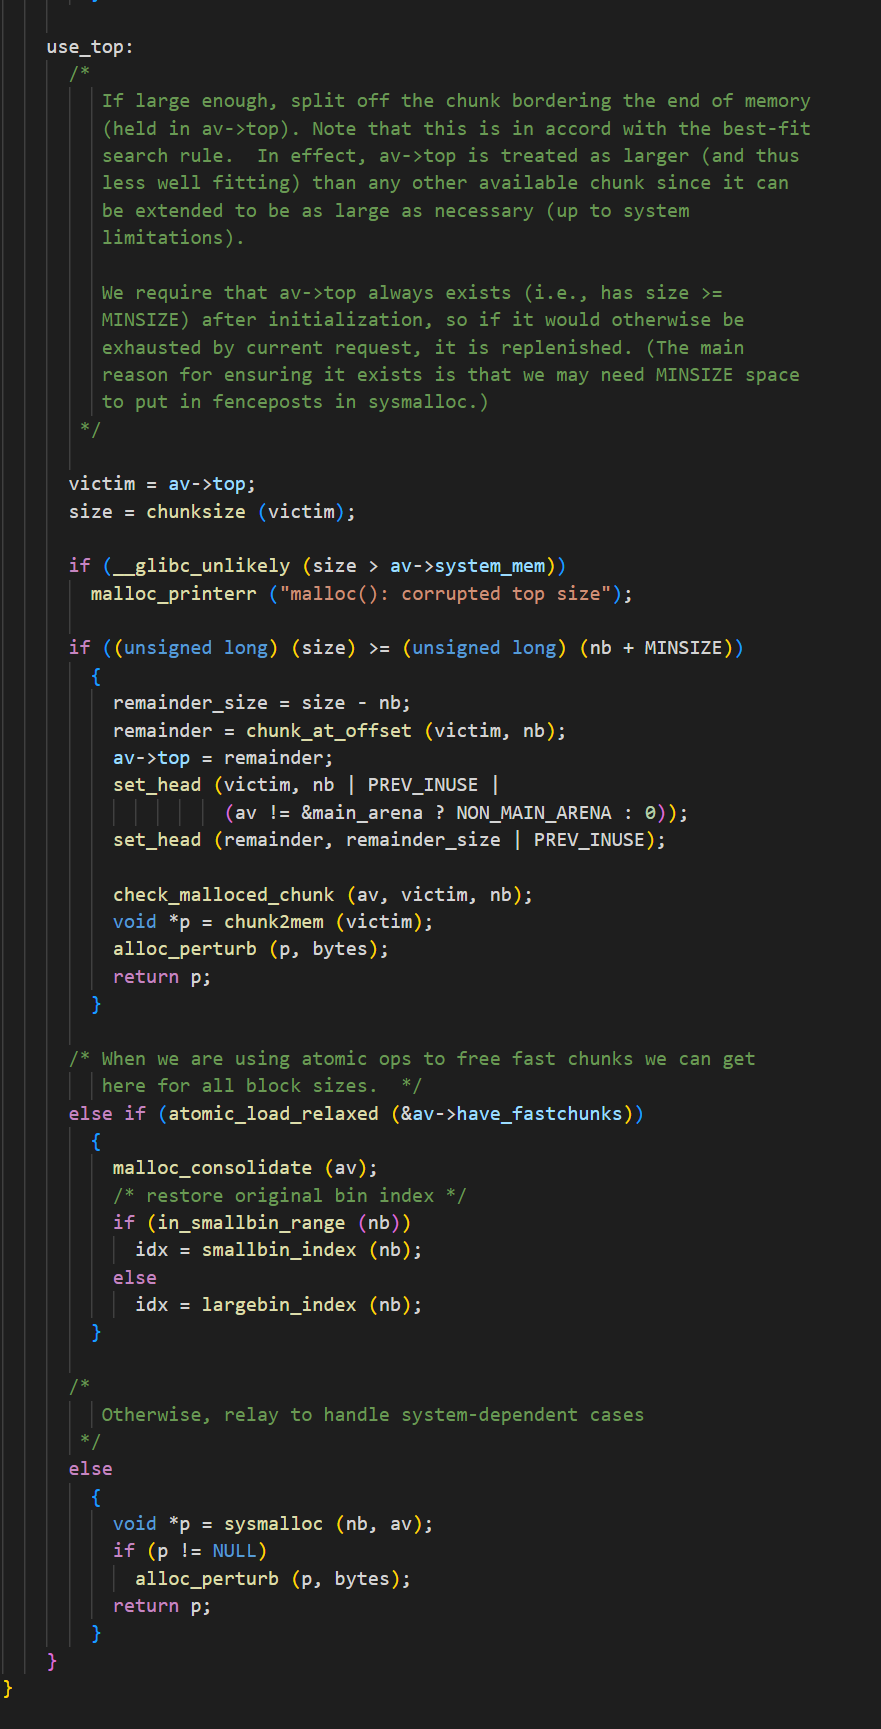 use_top:
/*
If large enough, split off the chunk bordering the end of memory
(held in av->top). Note that this is in accord with the best-fit
search rule.  In effect, av->top is treated as larger (and thus
less well fitting) than any other available chunk since it can
be extended to be as large as necessary (up to system
limitations).
We require that av->top always exists (i.e., has size >=
MINSIZE) after initialization, so if it would otherwise be
exhausted by current request, it is replenished. (The main
reason for ensuring it exists is that we may need MINSIZE space
to put in fenceposts in sysmalloc.)
*/
victim = av->top;
size = chunksize (victim);
if (__glibc_unlikely (size > av->system_mem))
malloc_printerr ("malloc(): corrupted top size");
if ((unsigned long) (size) >= (unsigned long) (nb + MINSIZE))
{
remainder_size = size - nb;
remainder = chunk_at_offset (victim, nb);
av->top = remainder;
set_head (victim, nb | PREV_INUSE |
(av != &main_arena ? NON_MAIN_ARENA : 0));
set_head (remainder, remainder_size | PREV_INUSE);
check_malloced_chunk (av, victim, nb);
void *p = chunk2mem (victim);
alloc_perturb (p, bytes);
return p;
}
/* When we are using atomic ops to free fast chunks we can get
here for all block sizes.  */
else if (atomic_load_relaxed (&av->have_fastchunks))
{
malloc_consolidate (av);
/* restore original bin index */
if (in_smallbin_range (nb))
idx = smallbin_index (nb);
else
idx = largebin_index (nb);
}
/*
Otherwise, relay to handle system-dependent cases
*/
else
{
void *p = sysmalloc (nb, av);
if (p != NULL)
alloc_perturb (p, bytes);
return p;
}
}
}